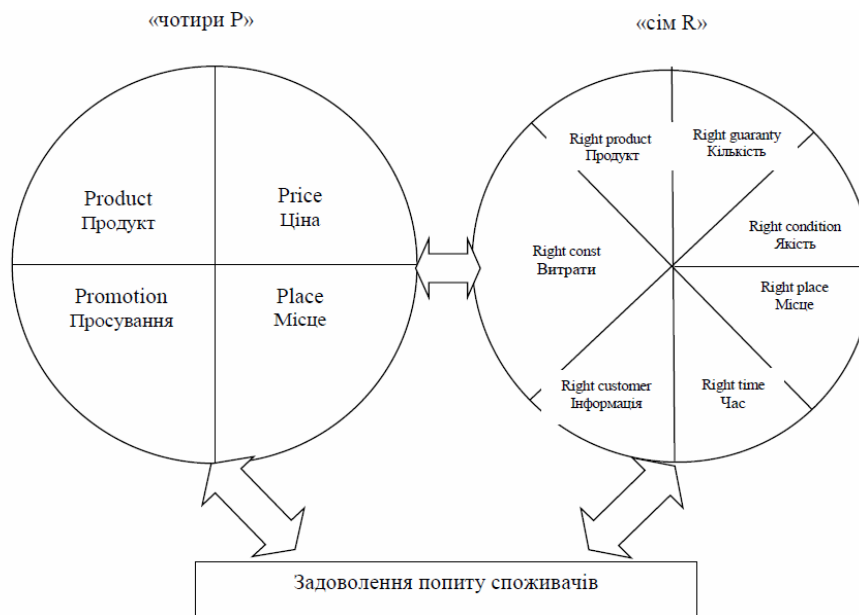 «чотири P»
«сім R»
Product
Продукт
Price
Ціна
Promotion
Просування
Place
Місце
Right product
Продукт
Right guaranty
Кількість
Right condition
Якість
Right place
Місце
Right time
Час
Right customer
Інформація
Right const
Витрати
Задоволення попиту споживачів